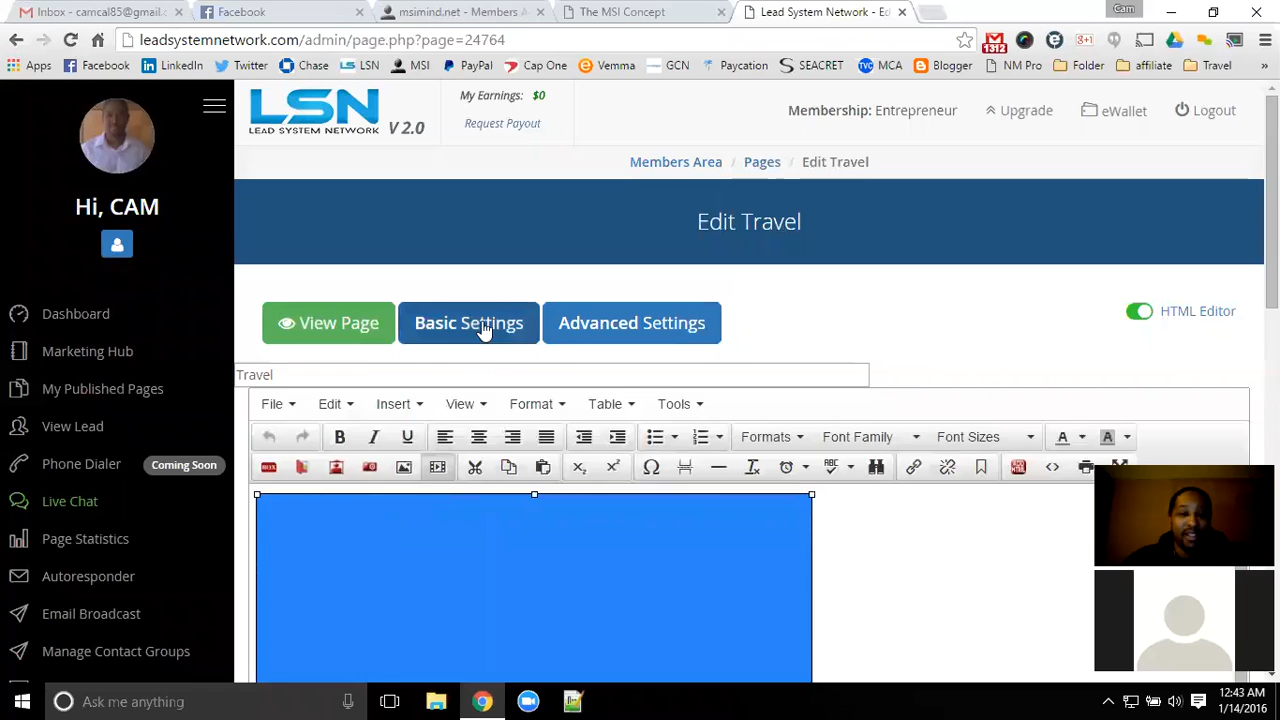 Inbox - camcal85@gmail.c
Facebook
msimind.net - Members A
The MSI Concept
Lead System Network - Ed
Cam
leadsystemnetwork.com/admin/page.php?page=24764
1312
Apps Facebook LinkedIn Twitter Chase LSN MSI PayPal Cap One Vemma GCN Paycation SEACRET MCA Blogger NM Pro Folder affiliate Travel
LSN
LEAD SYSTEM NETWORK V 2.0
My Earnings: $0
Request Payout
Membership: Entrepreneur Upgrade eWallet Logout
Members Area / Pages / Edit Travel
Hi, CAM
Edit Travel
View Page Basic Settings Advanced Settings
HTML Editor
Travel
File Edit Insert View Format Table Tools
B I U Formats Font Family Font Sizes A A
Dashboard
Marketing Hub
My Published Pages
View Lead
Phone Dialer Coming Soon
Live Chat
Page Statistics
Autoresponder
Email Broadcast
Manage Contact Groups
Ask me anything
12:43 AM
1/14/2016